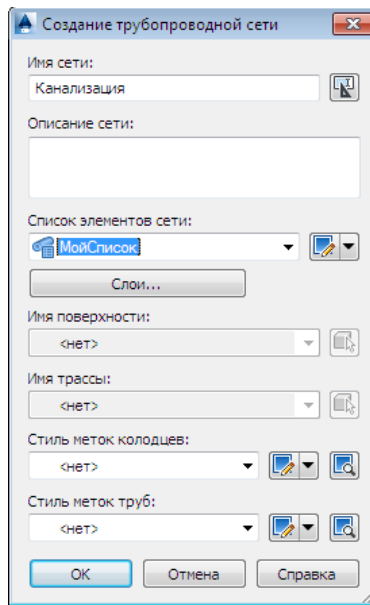 Создание трубопроводной сети
Имя сети:
Канализация
Описание сети:
Список элементов сети:
МойСписок
Слои...
Имя поверхности:
<нет>
Имя трассы:
<нет>
Стиль меток колодцев:
<нет>
Стиль меток труб:
<нет>
ОК Отмена Справка